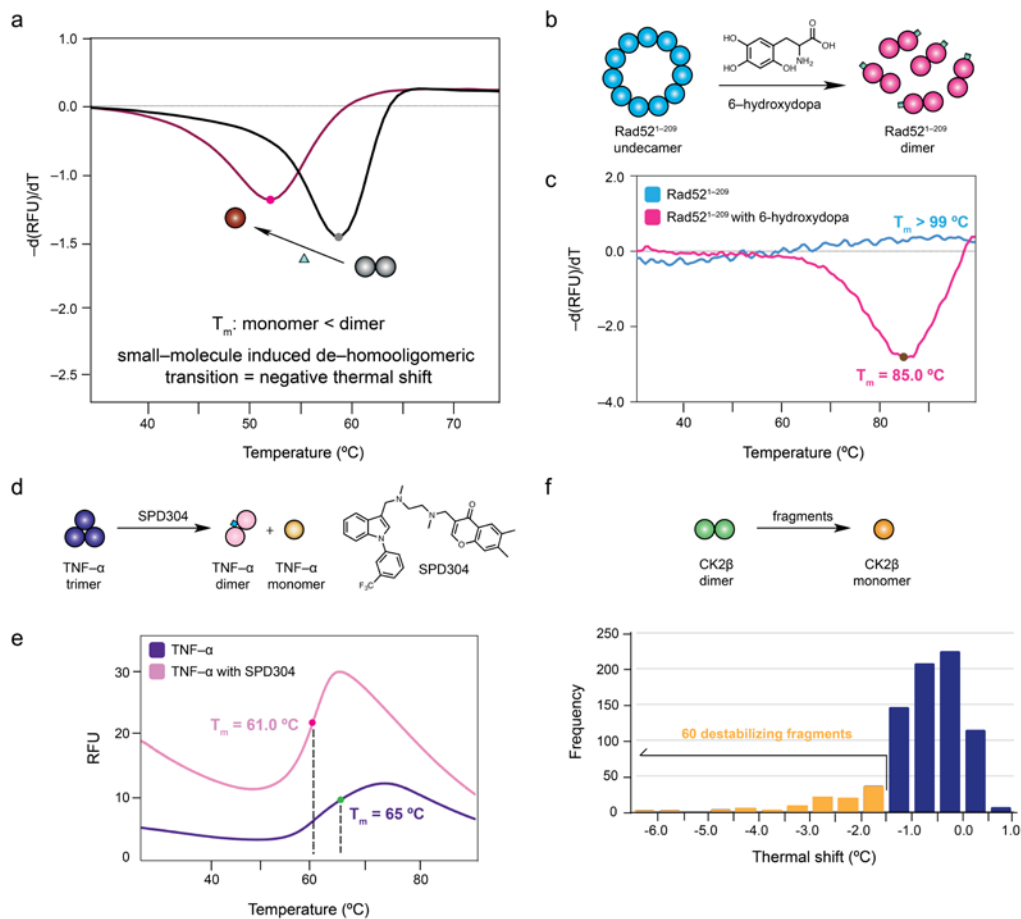 a
1.0
0.0
–1.0
–1.5
–2.0
–2.5
–d(RFU)/dT
Tm: monomer < dimer
small–molecule induced de–homooligomeric
transition = negative thermal shift
40
50
60
70
Temperature (ºC)
b
Rad52¹⁻²⁰⁹
undecamer
HO
HO
OH
O
OH
NH₂
6–hydroxydopa
Rad52¹⁻²⁰⁹
dimer
c
2.0
0.0
–2.0
–4.0
–d(RFU)/dT
Rad52¹⁻²⁰⁹
Rad52¹⁻²⁰⁹ with 6-hydroxydopa
Tm > 99 ºC
Tm = 85.0 ºC
40
60
80
Temperature (ºC)
d
TNF–α
trimer
SPD304
TNF–α
dimer
+
TNF–α
monomer
N
N
N
O
O
F₃C
SPD304
e
30
20
10
0
RFU
TNF–α
TNF–α with SPD304
Tm = 61.0 ºC
Tm = 65 ºC
40
60
80
Temperature (ºC)
f
CK2β
dimer
fragments
CK2β
monomer
250
200
150
100
50
0
Frequency
60 destabilizing fragments
-6.0
-5.0
-4.0
-3.0
-2.0
-1.0
0.0
1.0
Thermal shift (ºC)